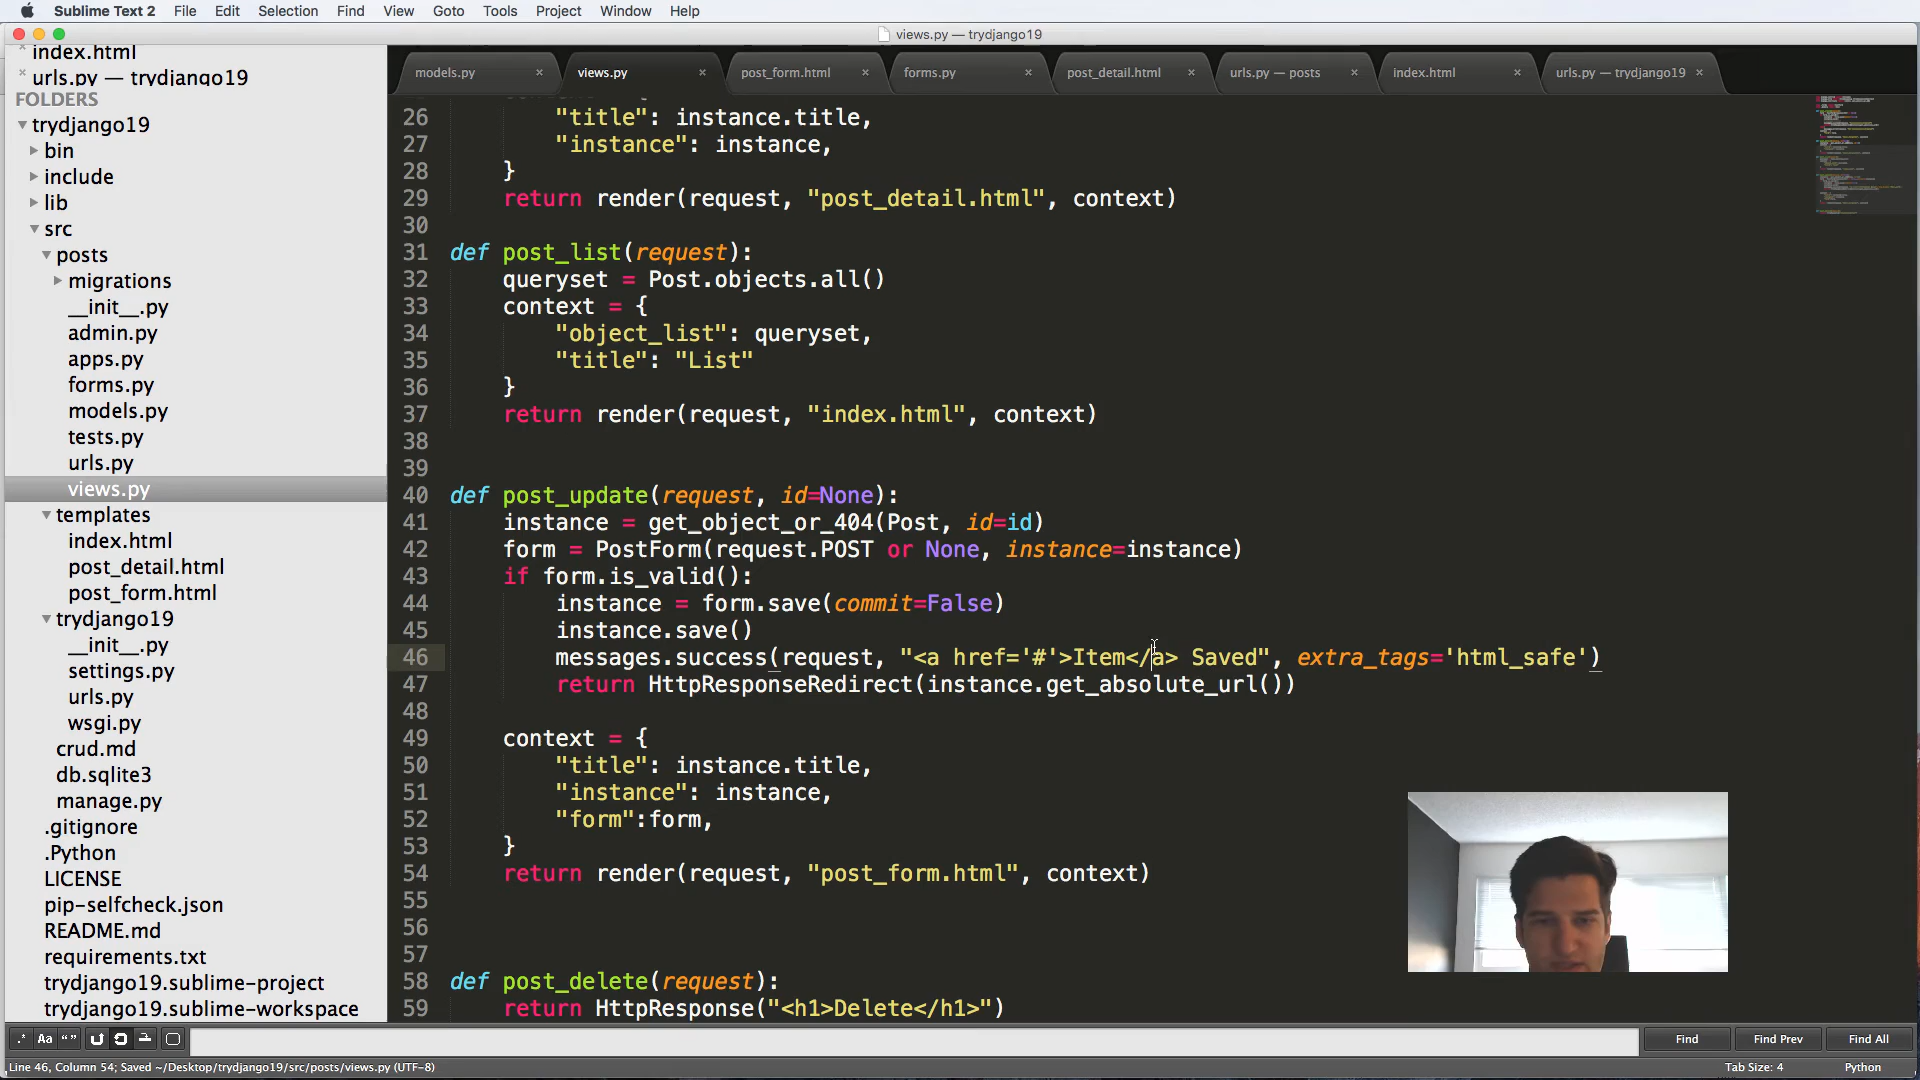 Sublime Text 2 File Edit Selection Find View Goto Tools Project Window Help
views.py — trydjango19
index.html
urls.py — trydjango19
FOLDERS
trydjango19
bin
include
lib
src
posts
migrations
__init__.py
admin.py
apps.py
forms.py
models.py
tests.py
urls.py
views.py
templates
index.html
post_detail.html
post_form.html
trydjango19
__init__.py
settings.py
urls.py
wsgi.py
crud.md
db.sqlite3
manage.py
.gitignore
.Python
LICENSE
pip-selfcheck.json
README.md
requirements.txt
trydjango19.sublime-project
trydjango19.sublime-workspace
models.py views.py post_form.html forms.py post_detail.html urls.py — posts index.html urls.py — trydjango19
26 "title": instance.title,
27 "instance": instance,
28 }
29 return render(request, "post_detail.html", context)
30
31 def post_list(request):
32 queryset = Post.objects.all()
33 context = {
34 "object_list": queryset,
35 "title": "List"
36 }
37 return render(request, "index.html", context)
38
39
40 def post_update(request, id=None):
41 instance = get_object_or_404(Post, id=id)
42 form = PostForm(request.POST or None, instance=instance)
43 if form.is_valid():
44 instance = form.save(commit=False)
45 instance.save()
46 messages.success(request, "<a href='#'>Item</a> Saved", extra_tags='html_safe')
47 return HttpResponseRedirect(instance.get_absolute_url())
48
49 context = {
50 "title": instance.title,
51 "instance": instance,
52 "form":form,
53 }
54 return render(request, "post_form.html", context)
55
56
57
58 def post_delete(request):
59 return HttpResponse("<h1>Delete</h1>")
.* Aa “” Find Find Prev Find All
Line 46, Column 54; Saved ~/Desktop/trydjango19/src/posts/views.py (UTF-8) Tab Size: 4 Python